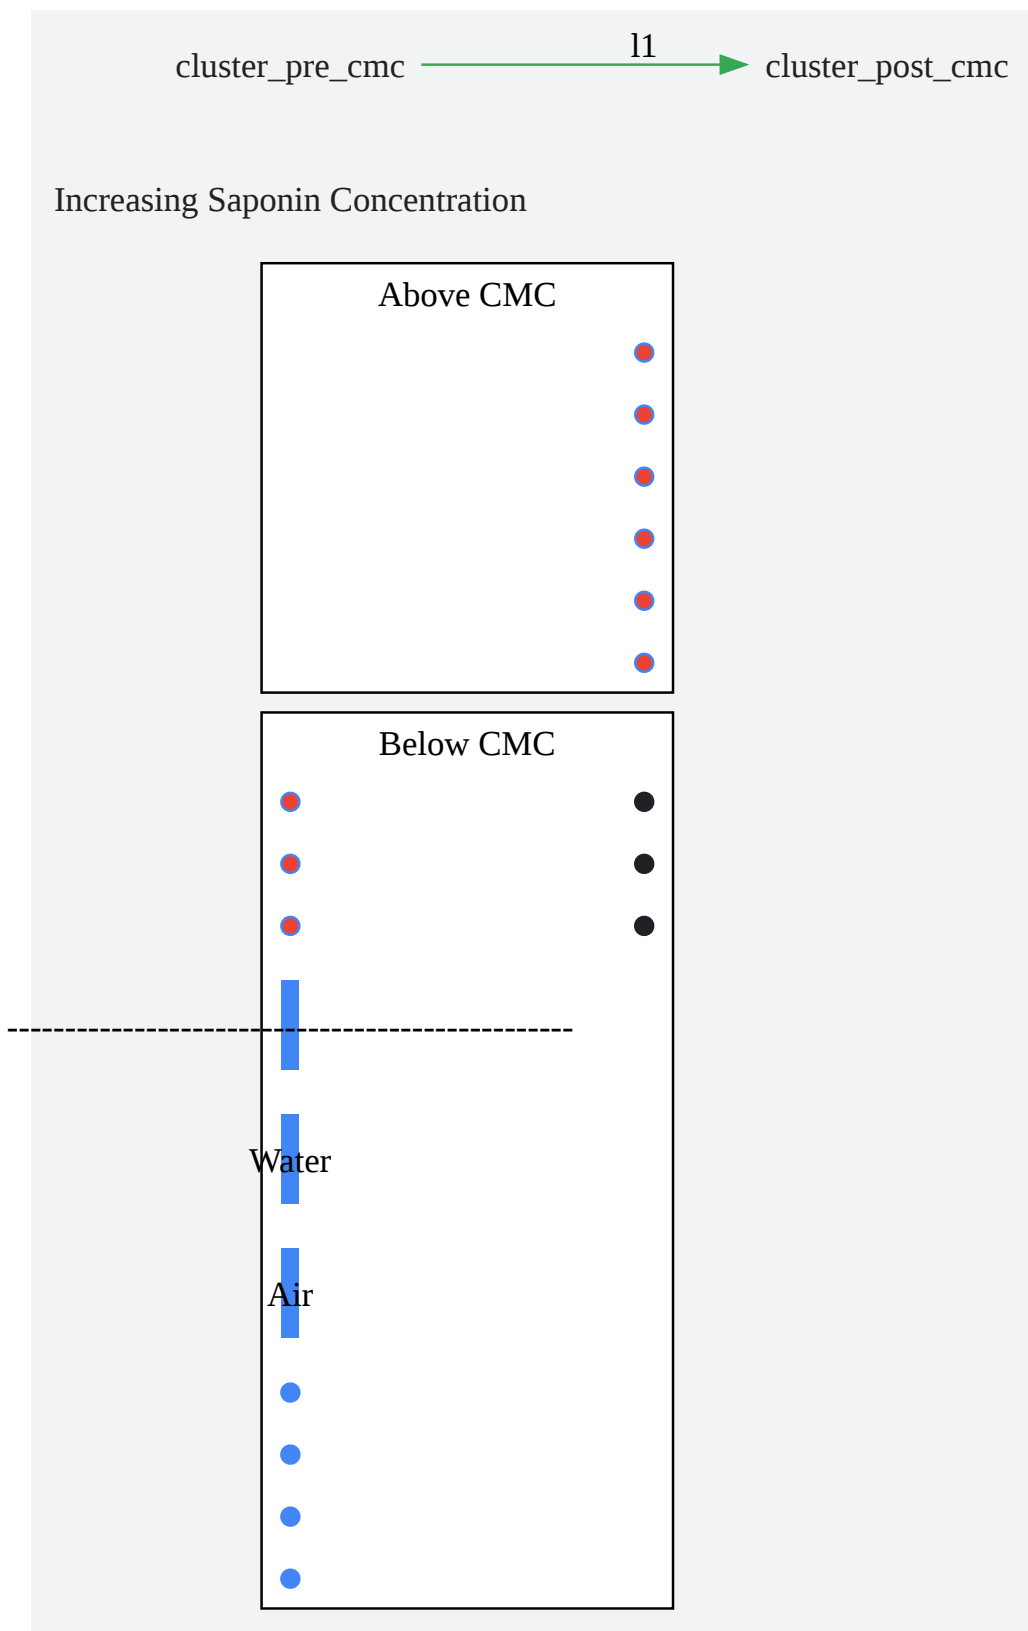 l1
cluster_pre_cmc
cluster_post_cmc
Increasing Saponin Concentration
Above CMC
Below CMC
Water
Air